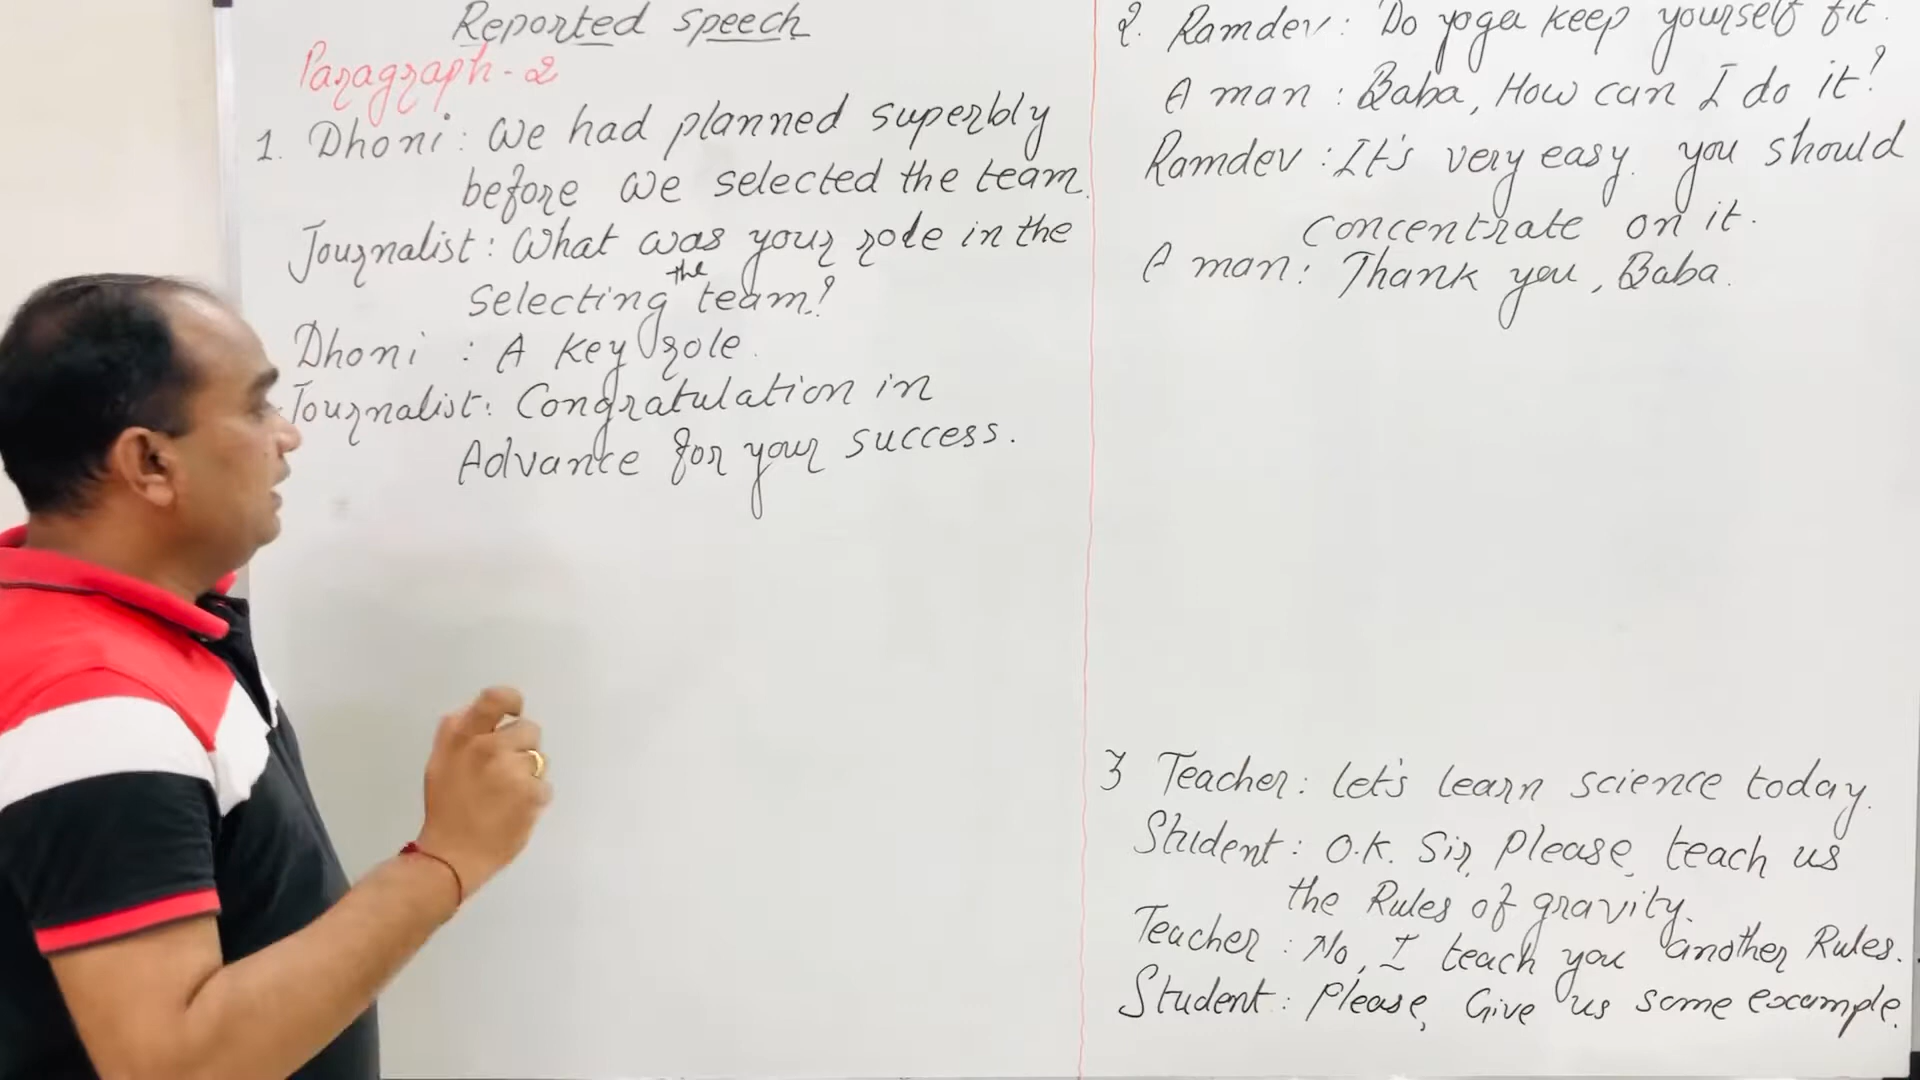 Reported speech
Paragraph - 2
1. Dhoni : We had planned superbly
before we selected the team.
Journalist : What was your role in the
selecting the team?
Dhoni : A key role.
Journalist : Congratulation in
Advance for your success.
2. Ramdev : Do yoga keep yourself fit.
A man : Baba, How can I do it?
Ramdev : It's very easy. you should
concentrate on it.
A man : Thank you, Baba.
3 Teacher : Let's learn science today.
Student : O.K. Sir, Please, teach us
the Rules of gravity.
Teacher : No, I teach you another Rules.
Student : Please, Give us some example.